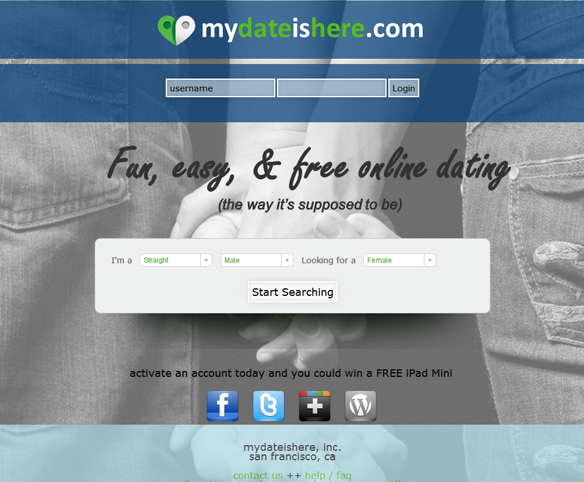 mydateishere.com
username
Login
Fun, easy, & free online dating
(the way it's supposed to be)
I'm a Straight Male Looking for a Female
Start Searching
activate an account today and you could win a FREE iPad Mini
mydateishere, inc.
san francisco, ca
contact us ++ help / faq